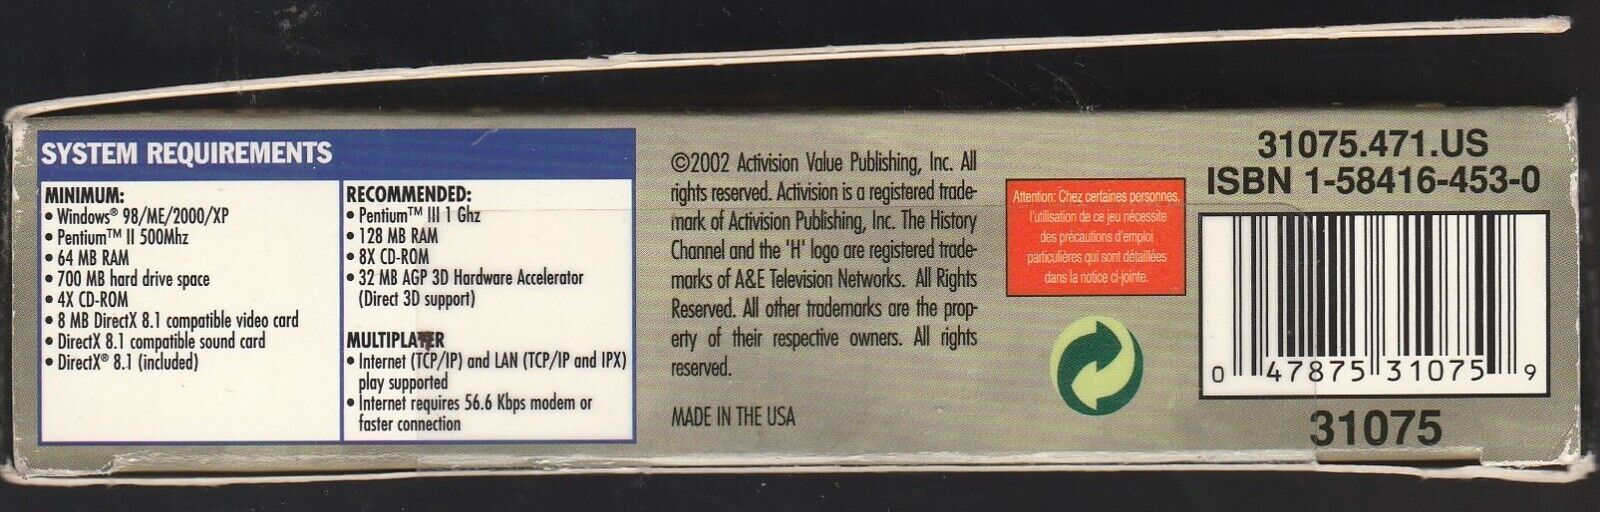 SYSTEM REQUIREMENTS
MINIMUM:
• Windows® 98/ME/2000/XP
• Pentium™ II 500Mhz
• 64 MB RAM
• 700 MB hard drive space
• 4X CD-ROM
• 8 MB DirectX 8.1 compatible video card
• DirectX 8.1 compatible sound card
• DirectX® 8.1 (included)
RECOMMENDED:
• Pentium™ III 1 Ghz
• 128 MB RAM
• 8X CD-ROM
• 32 MB AGP 3D Hardware Accelerator
(Direct 3D support)
MULTIPLAYER
• Internet (TCP/IP) and LAN (TCP/IP and IPX)
play supported
• Internet requires 56.6 Kbps modem or
faster connection
©2002 Activision Value Publishing, Inc. All
rights reserved. Activision is a registered trade-
mark of Activision Publishing, Inc. The History
Channel and the 'H' logo are registered trade-
marks of A&E Television Networks. All Rights
Reserved. All other trademarks are the prop-
erty of their respective owners. All rights
reserved.
MADE IN THE USA
Attention: Chez certaines personnes,
l'utilisation de ce jeu nécessite
des précautions d'emploi
particulières qui sont détaillées
dans la notice ci-jointe.
31075.471.US
ISBN 1-58416-453-0
0 47875 31075 9
31075